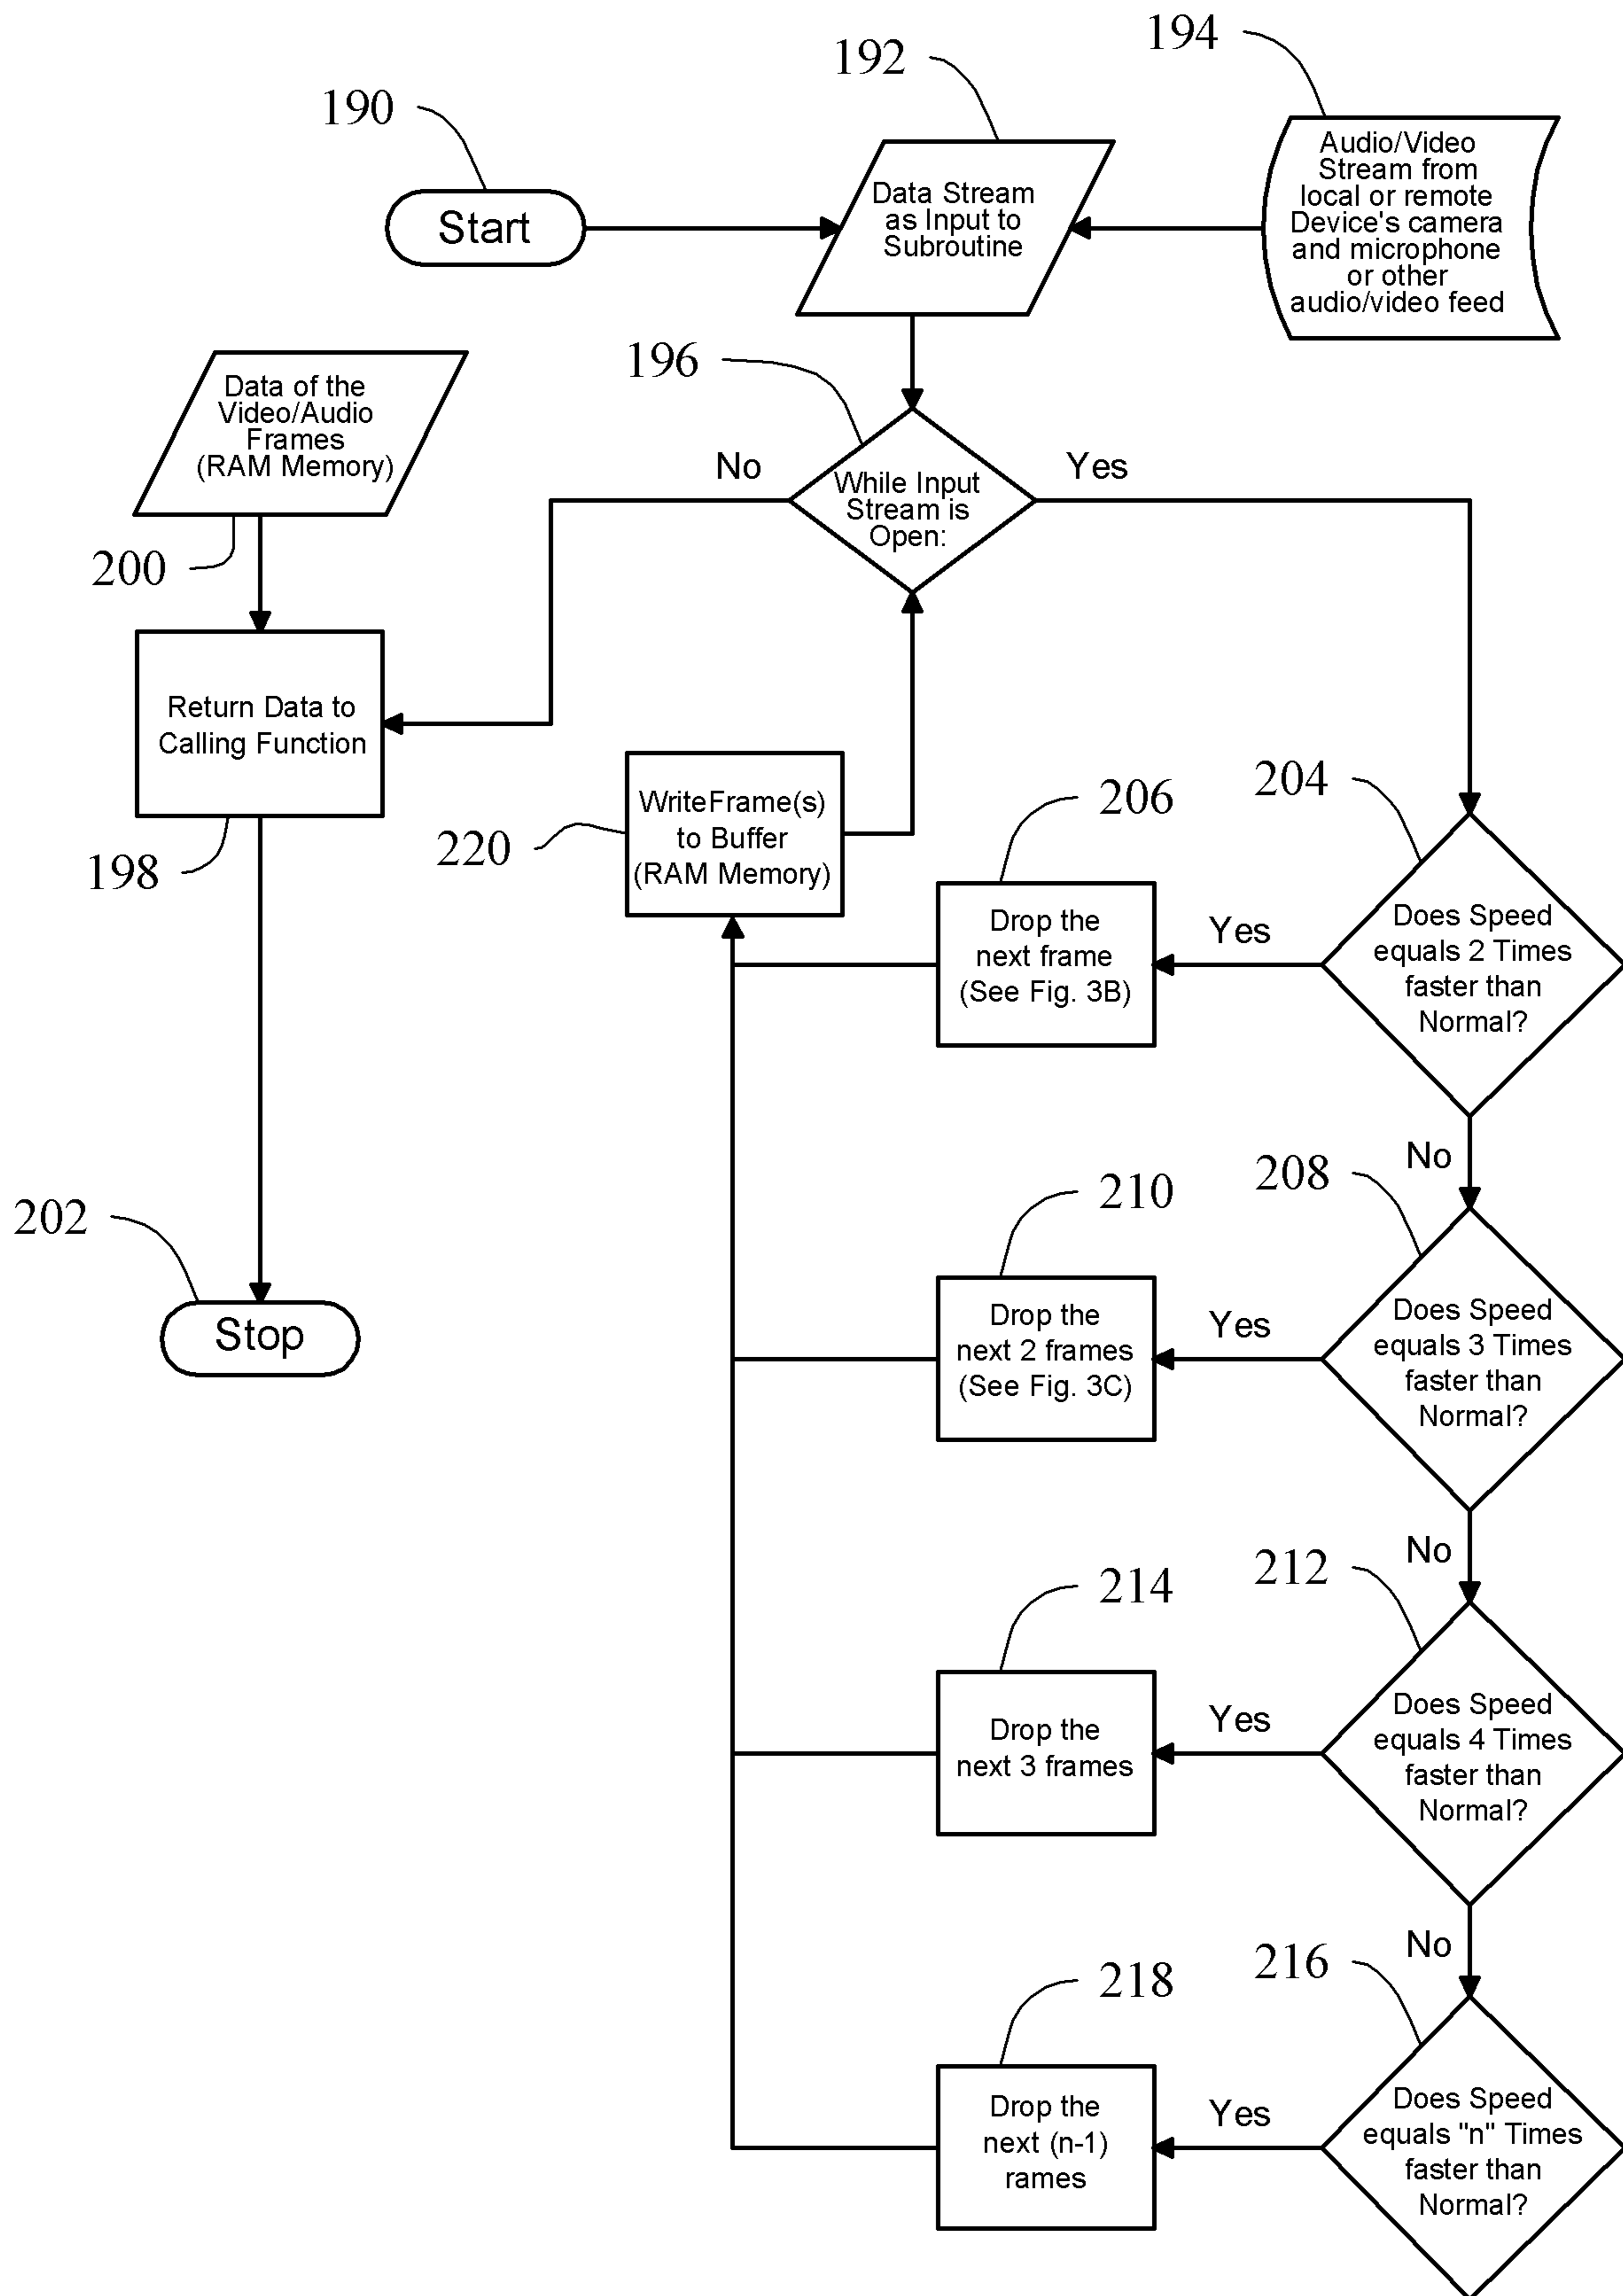 194
192
190
Audio/Video
Stream from
local or remote
Device's camera
and microphone
or other
audio/video feed
Data Stream
as Input to
Subroutine
Start
196
Data of the
Video/Audio
Frames
(RAM Memory)
No
Yes
While Input
Stream is
Open:
200
Return Data to
Calling Function
198
WriteFrame(s)
to Buffer
(RAM Memory)
220
206
204
Drop the
next frame
(See Fig. 3B)
Yes
Does Speed
equals 2 Times
faster than
Normal?
No
202
Stop
210
208
Drop the
next 2 frames
(See Fig. 3C)
Yes
Does Speed
equals 3 Times
faster than
Normal?
No
214
212
Drop the
next 3 frames
Yes
Does Speed
equals 4 Times
faster than
Normal?
No
218
216
Drop the
next (n-1)
rames
Yes
Does Speed
equals "n" Times
faster than
Normal?